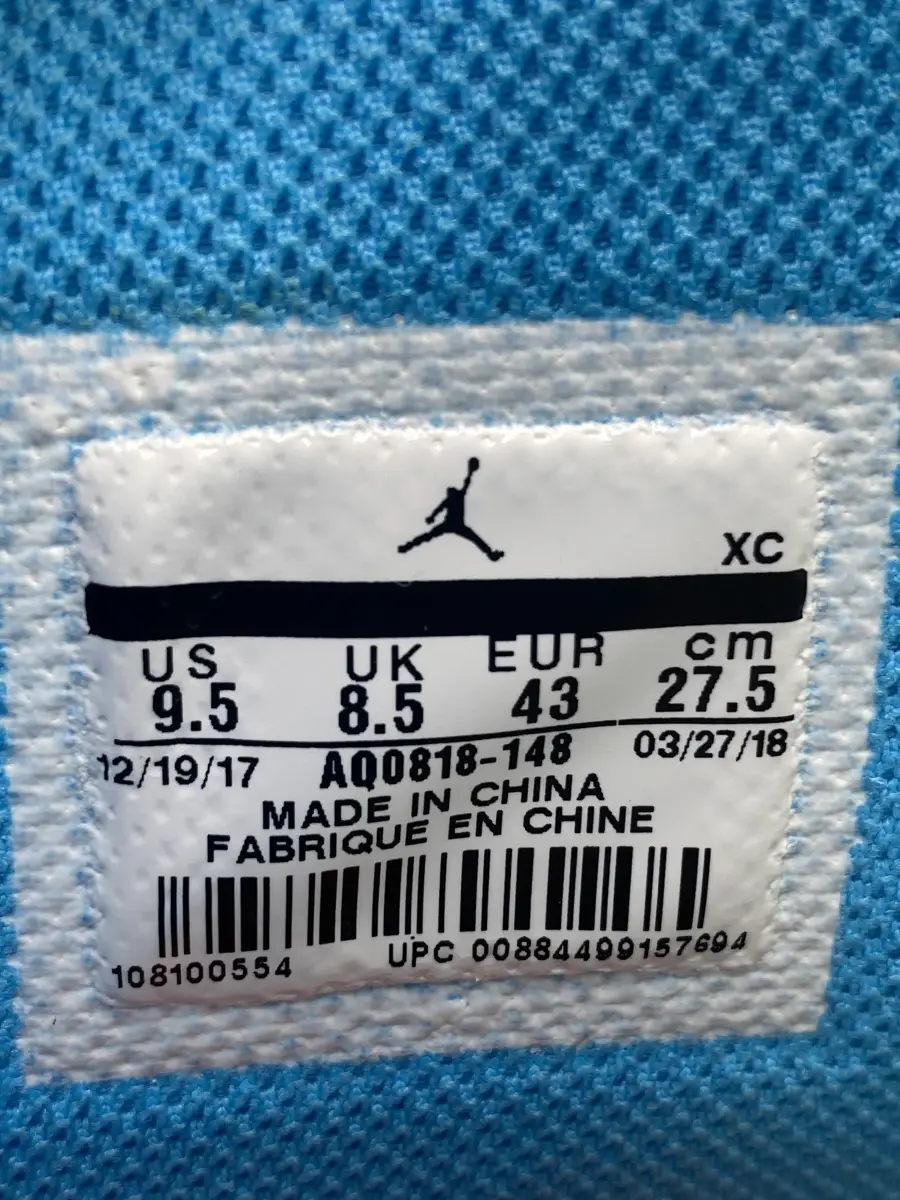 XC
US UK EUR cm
9.5 8.5 43 27.5
12/19/17 AQ0818-148 03/27/18
MADE IN CHINA
FABRIQUE EN CHINE
108100554 UPC 00884499157694